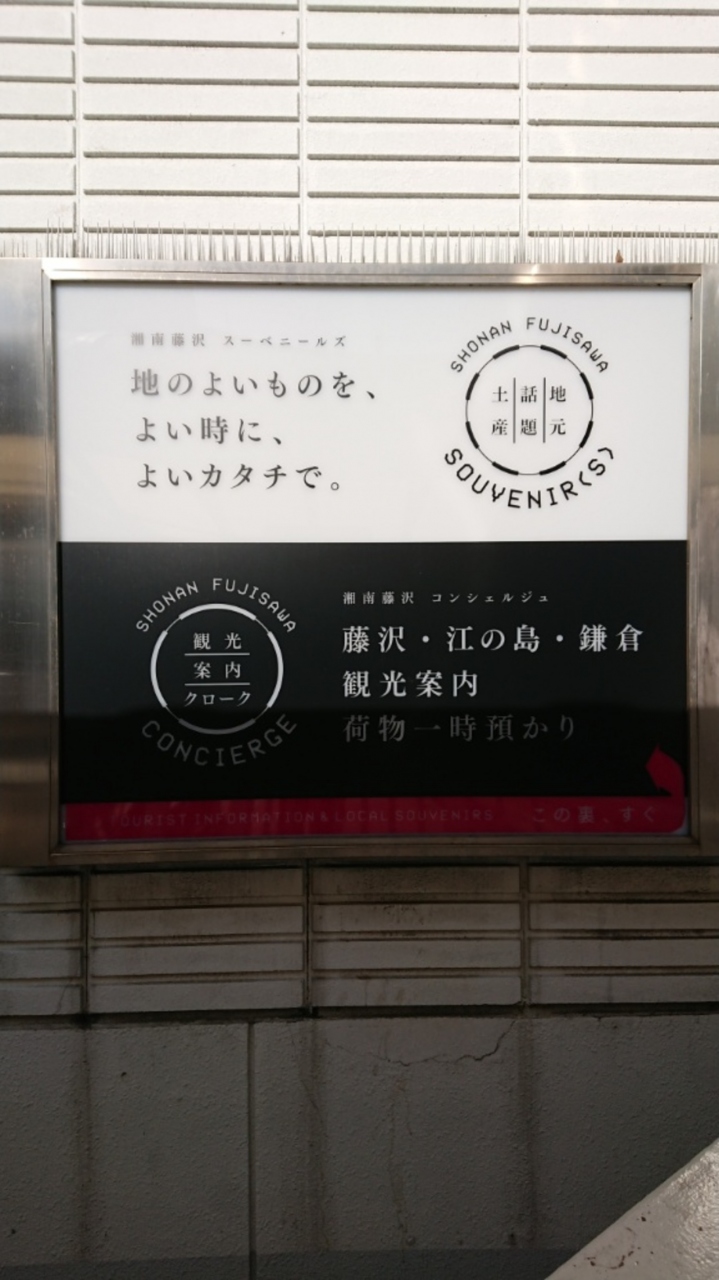 湘南藤沢 スーベニールズ
地のよいものを、
よい時に、
よいカタチで。
SHONAN FUJISAWA
地元
話題
土産
SOUVENIR(S)
SHONAN FUJISAWA
観光
案内
クローク
CONCIERGE
湘南藤沢 コンシェルジュ
藤沢・江の島・鎌倉
観光案内
荷物一時預かり
OURIST INFORMATION & LOCAL SOUVENIRS この裏、すぐ